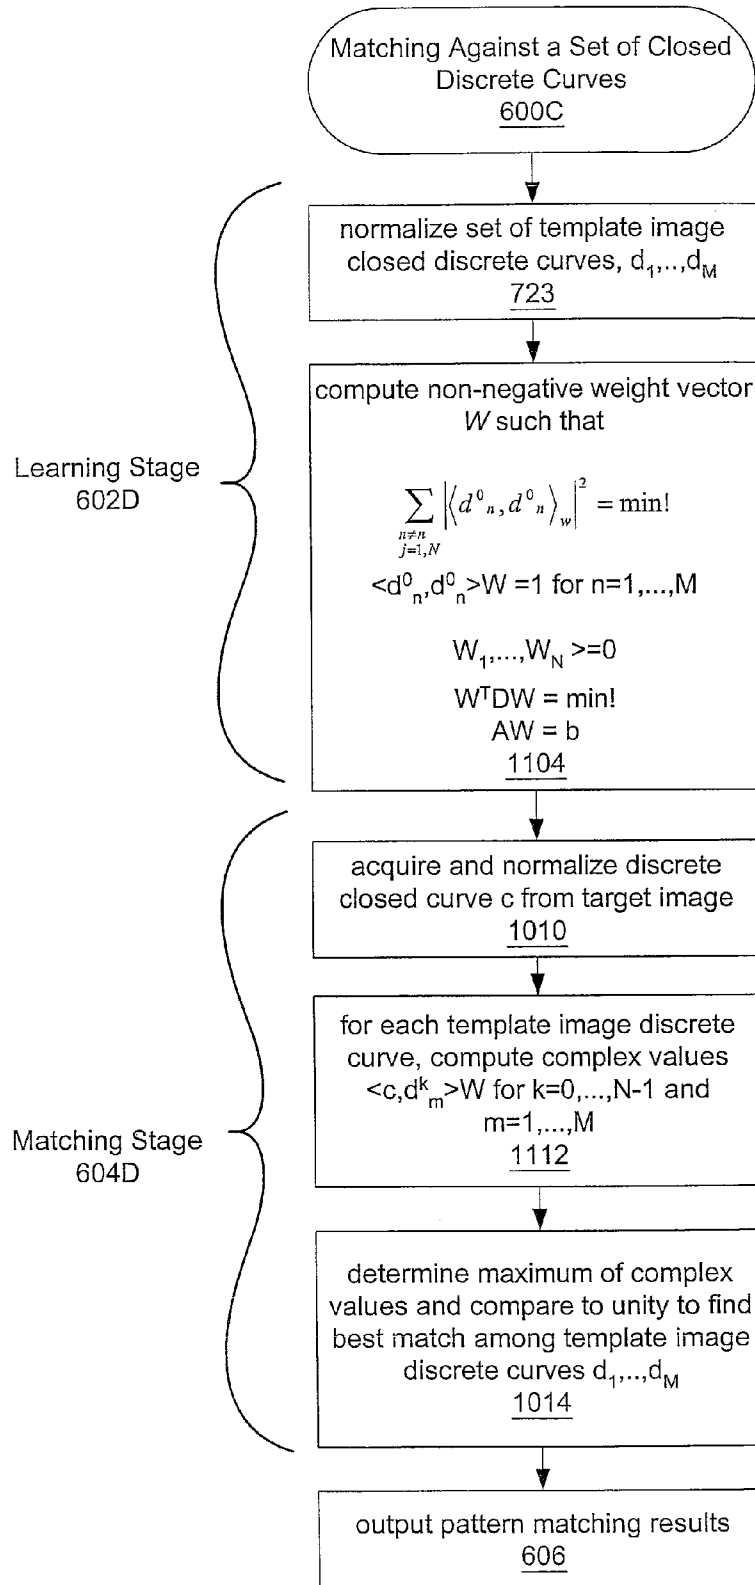 Matching Against a Set of Closed
Discrete Curves
600C
normalize set of template image
closed discrete curves, d₁,..,d_M
723
Learning Stage
602D
compute non-negative weight vector
W such that
∑_{n≠n j=1,N} |⟨d⁰ₙ, d⁰ₙ⟩_w|² = min!
<d⁰ₙ,d⁰ₙ>W =1 for n=1,...,M
W₁,...,W_N >=0
WᵀDW = min!
AW = b
1104
acquire and normalize discrete
closed curve c from target image
1010
Matching Stage
604D
for each template image discrete
curve, compute complex values
<c,dᵏₘ>W for k=0,...,N-1 and
m=1,...,M
1112
determine maximum of complex
values and compare to unity to find
best match among template image
discrete curves d₁,..,d_M
1014
output pattern matching results
606